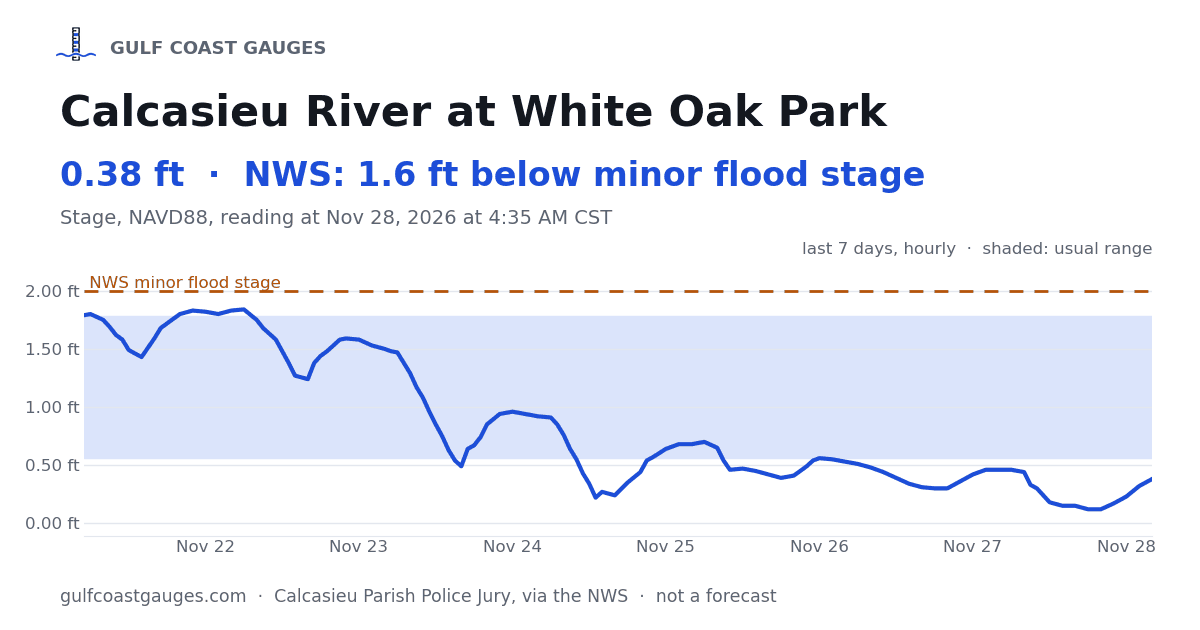 GULF COAST GAUGES
Calcasieu River at White Oak Park
0.38 ft · NWS: 1.6 ft below minor flood stage
Stage, NAVD88, reading at Nov 28, 2026 at 4:35 AM CST
last 7 days, hourly · shaded: usual range
NWS minor flood stage
2.00 ft
1.50 ft
1.00 ft
0.50 ft
0.00 ft
Nov 22 Nov 23 Nov 24 Nov 25 Nov 26 Nov 27 Nov 28
gulfcoastgauges.com · Calcasieu Parish Police Jury, via the NWS · not a forecast